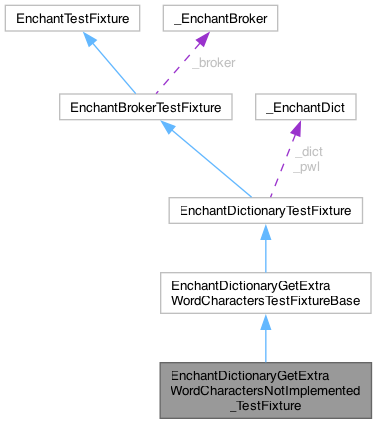 EnchantTestFixture
_EnchantBroker
_broker
EnchantBrokerTestFixture
_EnchantDict
_dict
_pwl
EnchantDictionaryTestFixture
EnchantDictionaryGetExtra
WordCharactersTestFixtureBase
EnchantDictionaryGetExtra
WordCharactersNotImplemented
_TestFixture